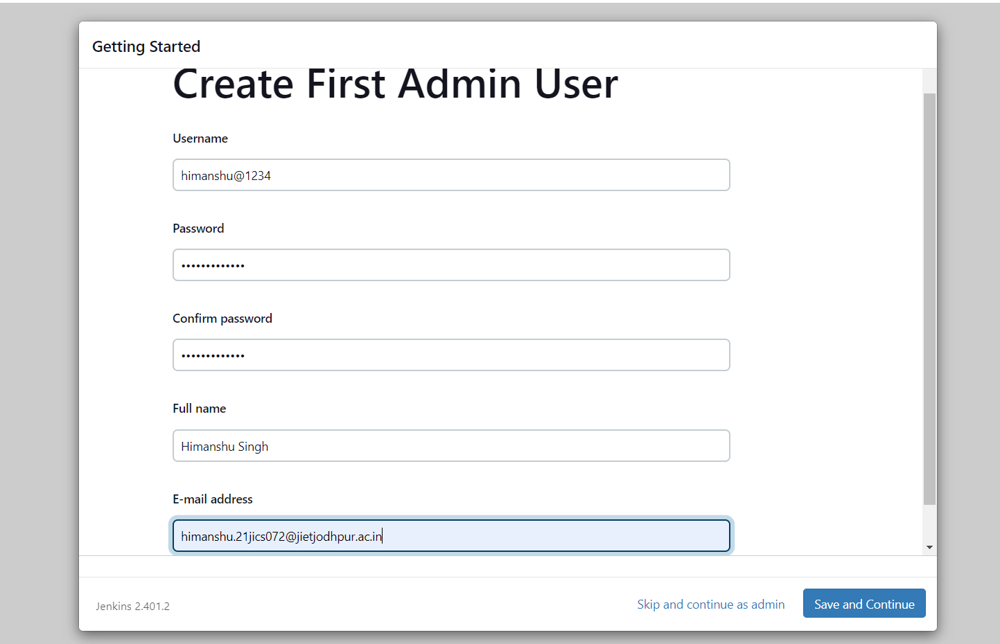 Getting Started
Create First Admin User
Username
himanshu@1234
Password
•••••••••••••
Confirm password
•••••••••••••
Full name
Himanshu Singh
E-mail address
himanshu.21jics072@jietjodhpur.ac.in
Jenkins 2.401.2
Skip and continue as admin
Save and Continue